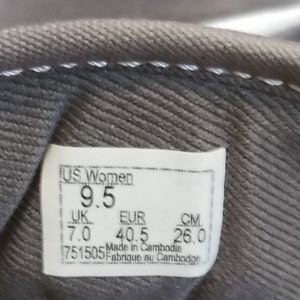 US Women
9.5
UK EUR CM
7.0 40.5 26.0
751505 Made in Cambodia
Fabrique au Cambodge